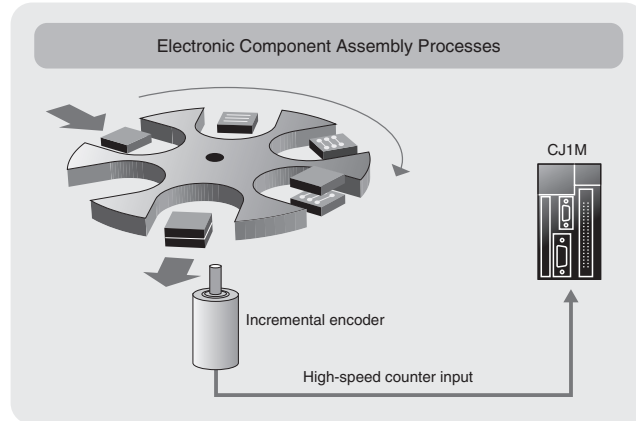 Electronic Component Assembly Processes
CJ1M
Incremental encoder
High-speed counter input